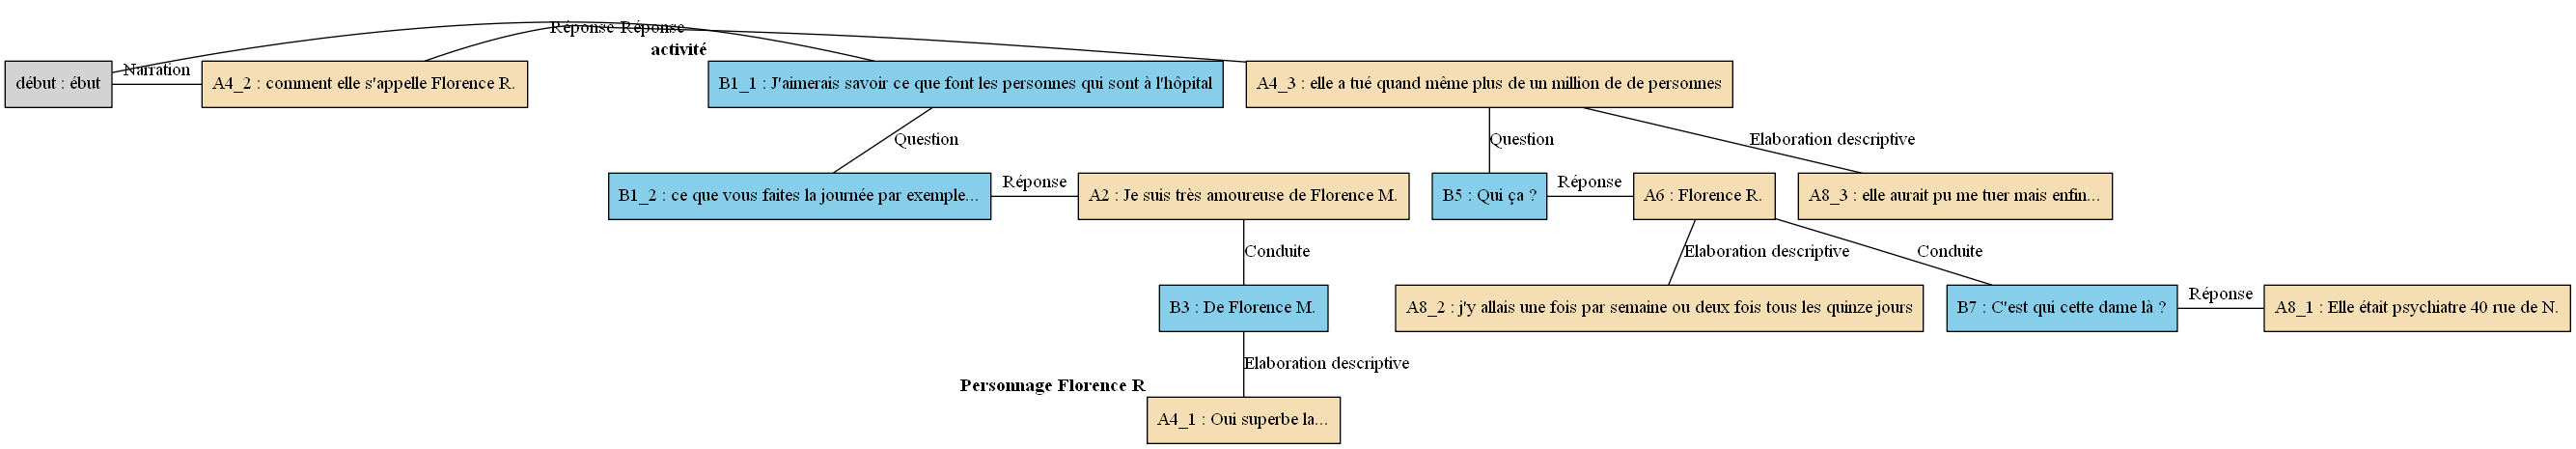 Réponse Réponse
activité
Narration
début : ébut
A4_2 : comment elle s'appelle Florence R.
B1_1 : J'aimerais savoir ce que font les personnes qui sont à l'hôpital
A4_3 : elle a tué quand même plus de un million de de personnes
Question
Question
Elaboration descriptive
B1_2 : ce que vous faites la journée par exemple...
Réponse
A2 : Je suis très amoureuse de Florence M.
B5 : Qui ça ?
Réponse
A6 : Florence R.
A8_3 : elle aurait pu me tuer mais enfin...
Conduite
Elaboration descriptive
Conduite
B3 : De Florence M.
A8_2 : j'y allais une fois par semaine ou deux fois tous les quinze jours
B7 : C'est qui cette dame là ?
Réponse
A8_1 : Elle était psychiatre 40 rue de N.
Elaboration descriptive
Personnage Florence R
A4_1 : Oui superbe la...